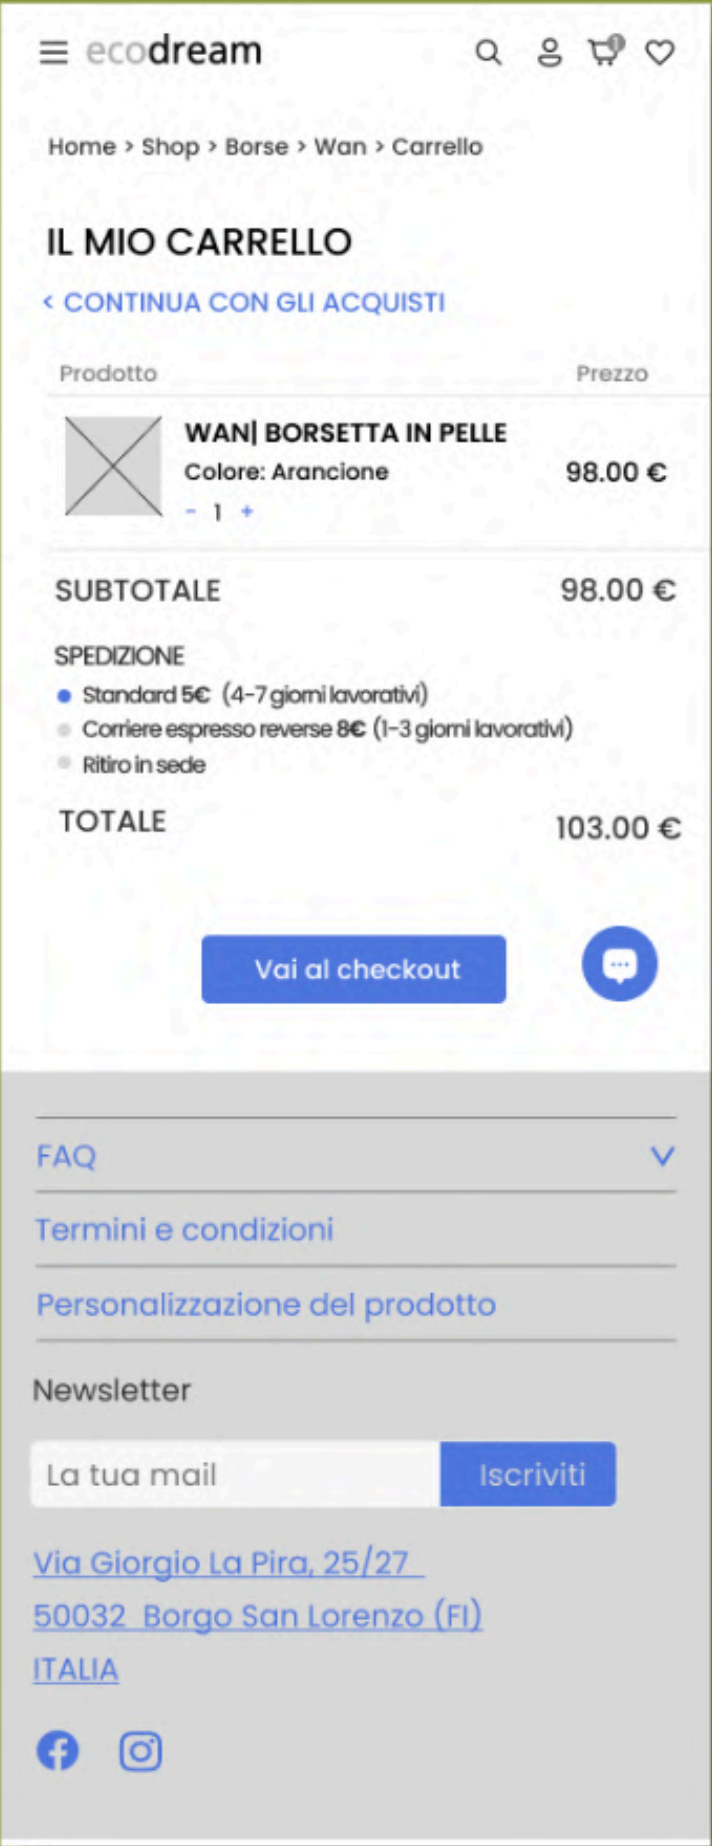 ecodream
1
Home > Shop > Borse > Wan > Carrello
IL MIO CARRELLO
< CONTINUA CON GLI ACQUISTI
Prodotto Prezzo
WAN| BORSETTA IN PELLE
Colore: Arancione 98.00 €
- 1 +
SUBTOTALE 98.00 €
SPEDIZIONE
Standard 5€ (4-7 giorni lavorativi)
Corriere espresso reverse 8€ (1-3 giorni lavorativi)
Ritiro in sede
TOTALE 103.00 €
Vai al checkout
FAQ
Termini e condizioni
Personalizzazione del prodotto
Newsletter
La tua mail Iscriviti
Via Giorgio La Pira, 25/27
50032 Borgo San Lorenzo (FI)
ITALIA